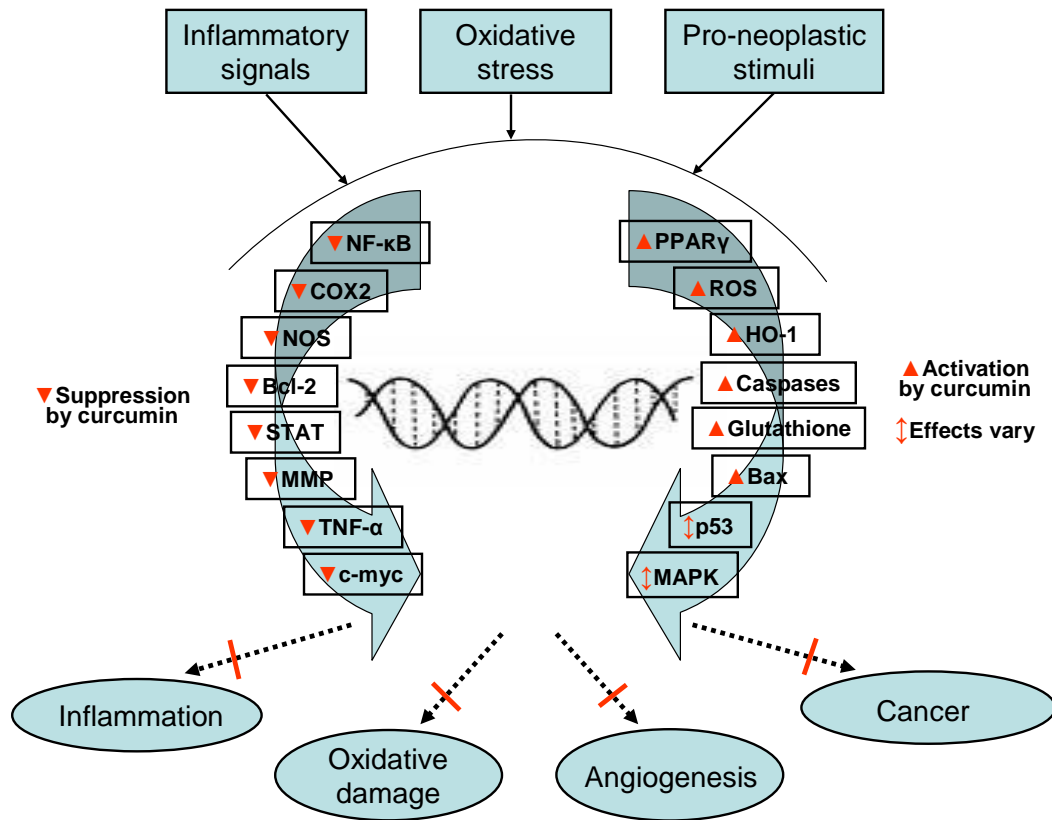 Inflammatory
signals
Oxidative
stress
Pro-neoplastic
stimuli
▼NF-κB
▼COX2
▼NOS
▼Bcl-2
▼STAT
▼MMP
▼TNF-α
▼c-myc
▲PPARγ
▲ROS
▲HO-1
▲Caspases
▲Glutathione
▲Bax
↕p53
↕MAPK
▼Suppression
by curcumin
▲Activation
by curcumin
↕Effects vary
Inflammation
Oxidative
damage
Angiogenesis
Cancer